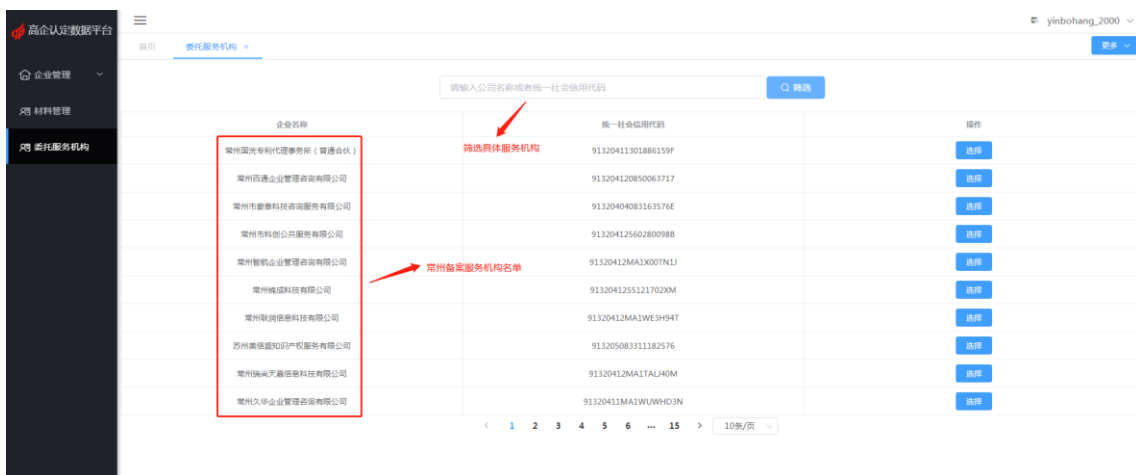 高企认定数据平台
yinbohang_2000
首页 委托服务机构 × 更多
企业管理
材料管理
委托服务机构
请输入公司名称或者统一社会信用代码 筛选
企业名称 统一社会信用代码 操作
筛选具体服务机构
常州国光专利代理事务所（普通合伙） 91320411301886159F 选择
常州百通企业管理咨询有限公司 913204120850063717 选择
常州市豪泰科技咨询服务有限公司 91320404083163576E 选择
常州市科创公共服务有限公司 91320412560280098B 选择
常州智航企业管理咨询有限公司 91320412MA1X00TN1J 选择
常州备案服务机构名单
常州锦成科技有限公司 9132041255121702XM 选择
常州联润信息科技有限公司 91320412MA1WE3H94T 选择
苏州美信盛知识产权服务有限公司 913205083311182576 选择
常州瑞尚天嘉信息科技有限公司 91320412MA1TALJ40M 选择
常州久华企业管理咨询有限公司 91320411MA1WUWHD3N 选择
1 2 3 4 5 6 ... 15 10条/页